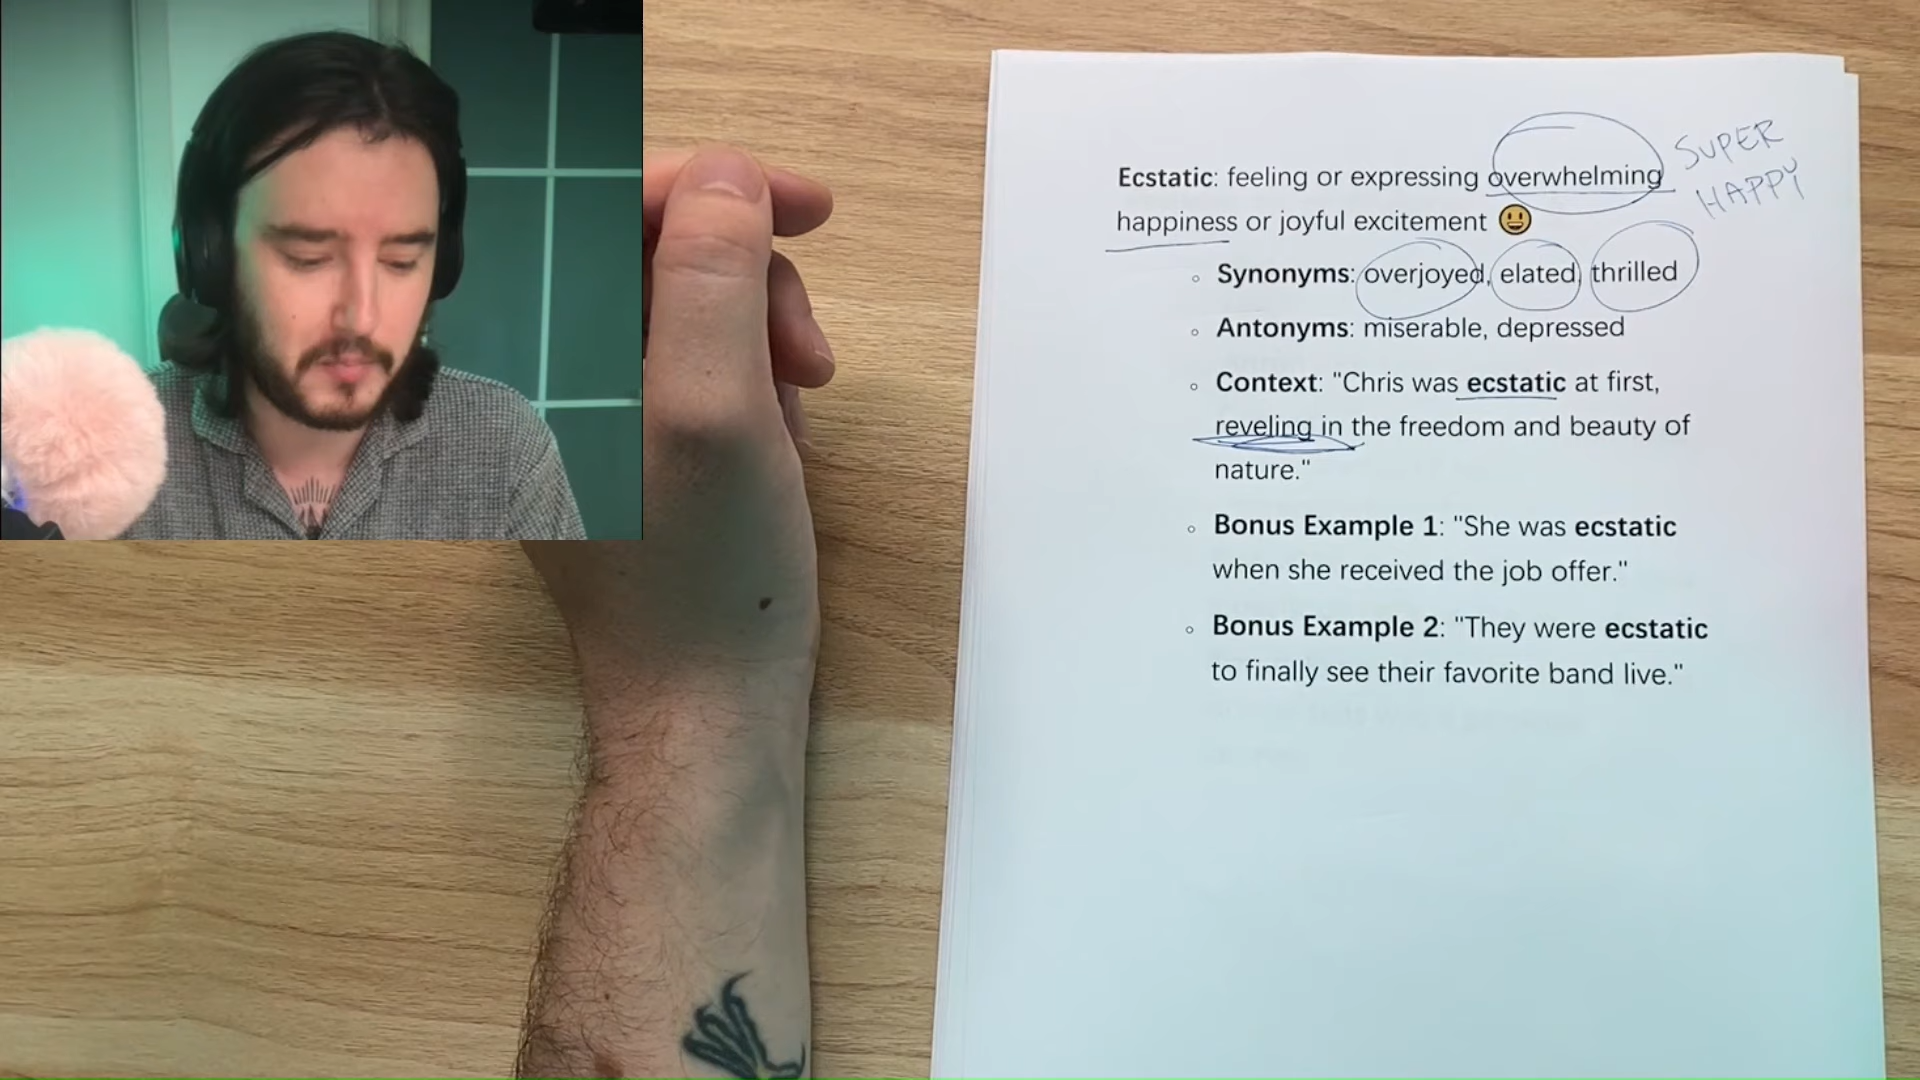 Ecstatic: feeling or expressing overwhelming
happiness or joyful excitement 😃
SUPER
HAPPY
◦ Synonyms: overjoyed, elated, thrilled
◦ Antonyms: miserable, depressed
◦ Context: "Chris was ecstatic at first,
reveling in the freedom and beauty of
nature."
◦ Bonus Example 1: "She was ecstatic
when she received the job offer."
◦ Bonus Example 2: "They were ecstatic
to finally see their favorite band live."